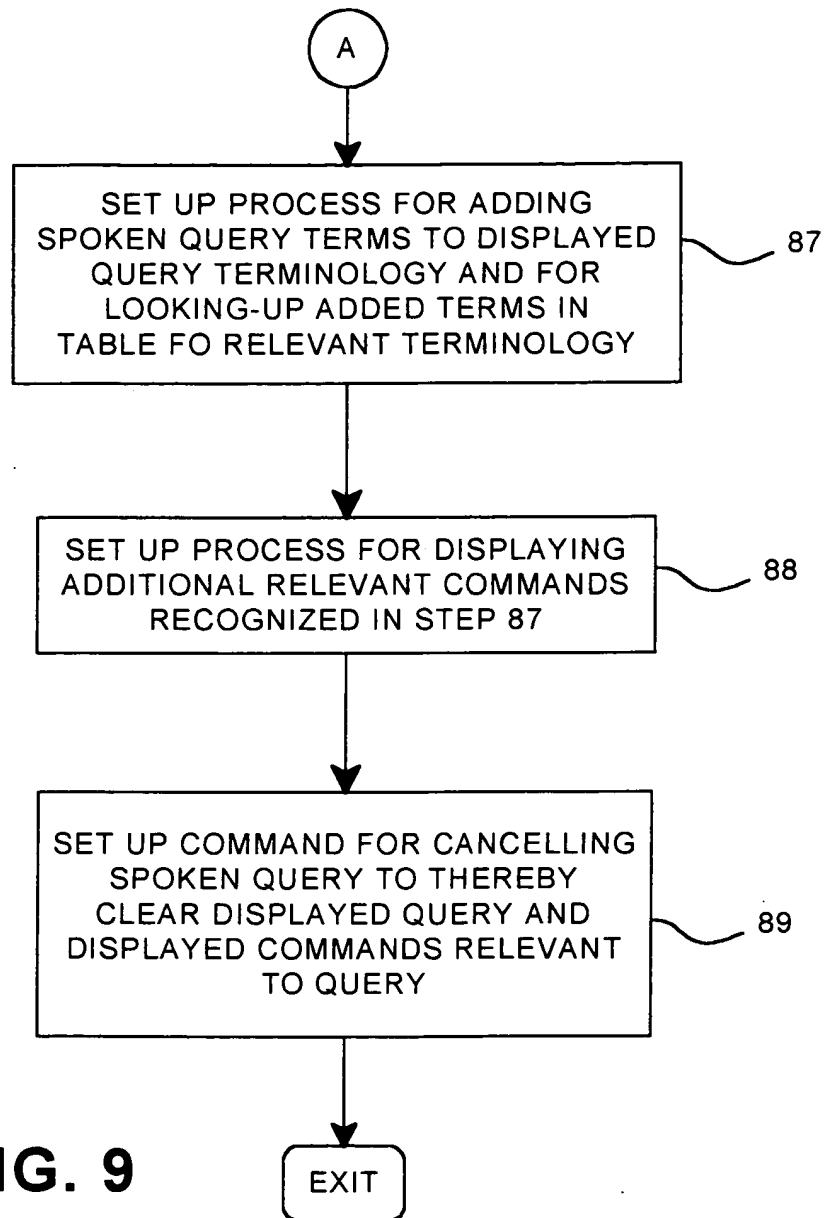 A
SET UP PROCESS FOR ADDING
SPOKEN QUERY TERMS TO DISPLAYED
QUERY TERMINOLOGY AND FOR
LOOKING-UP ADDED TERMS IN
TABLE FO RELEVANT TERMINOLOGY
87
SET UP PROCESS FOR DISPLAYING
ADDITIONAL RELEVANT COMMANDS
RECOGNIZED IN STEP 87
88
SET UP COMMAND FOR CANCELLING
SPOKEN QUERY TO THEREBY
CLEAR DISPLAYED QUERY AND
DISPLAYED COMMANDS RELEVANT
TO QUERY
89
IG. 9
EXIT